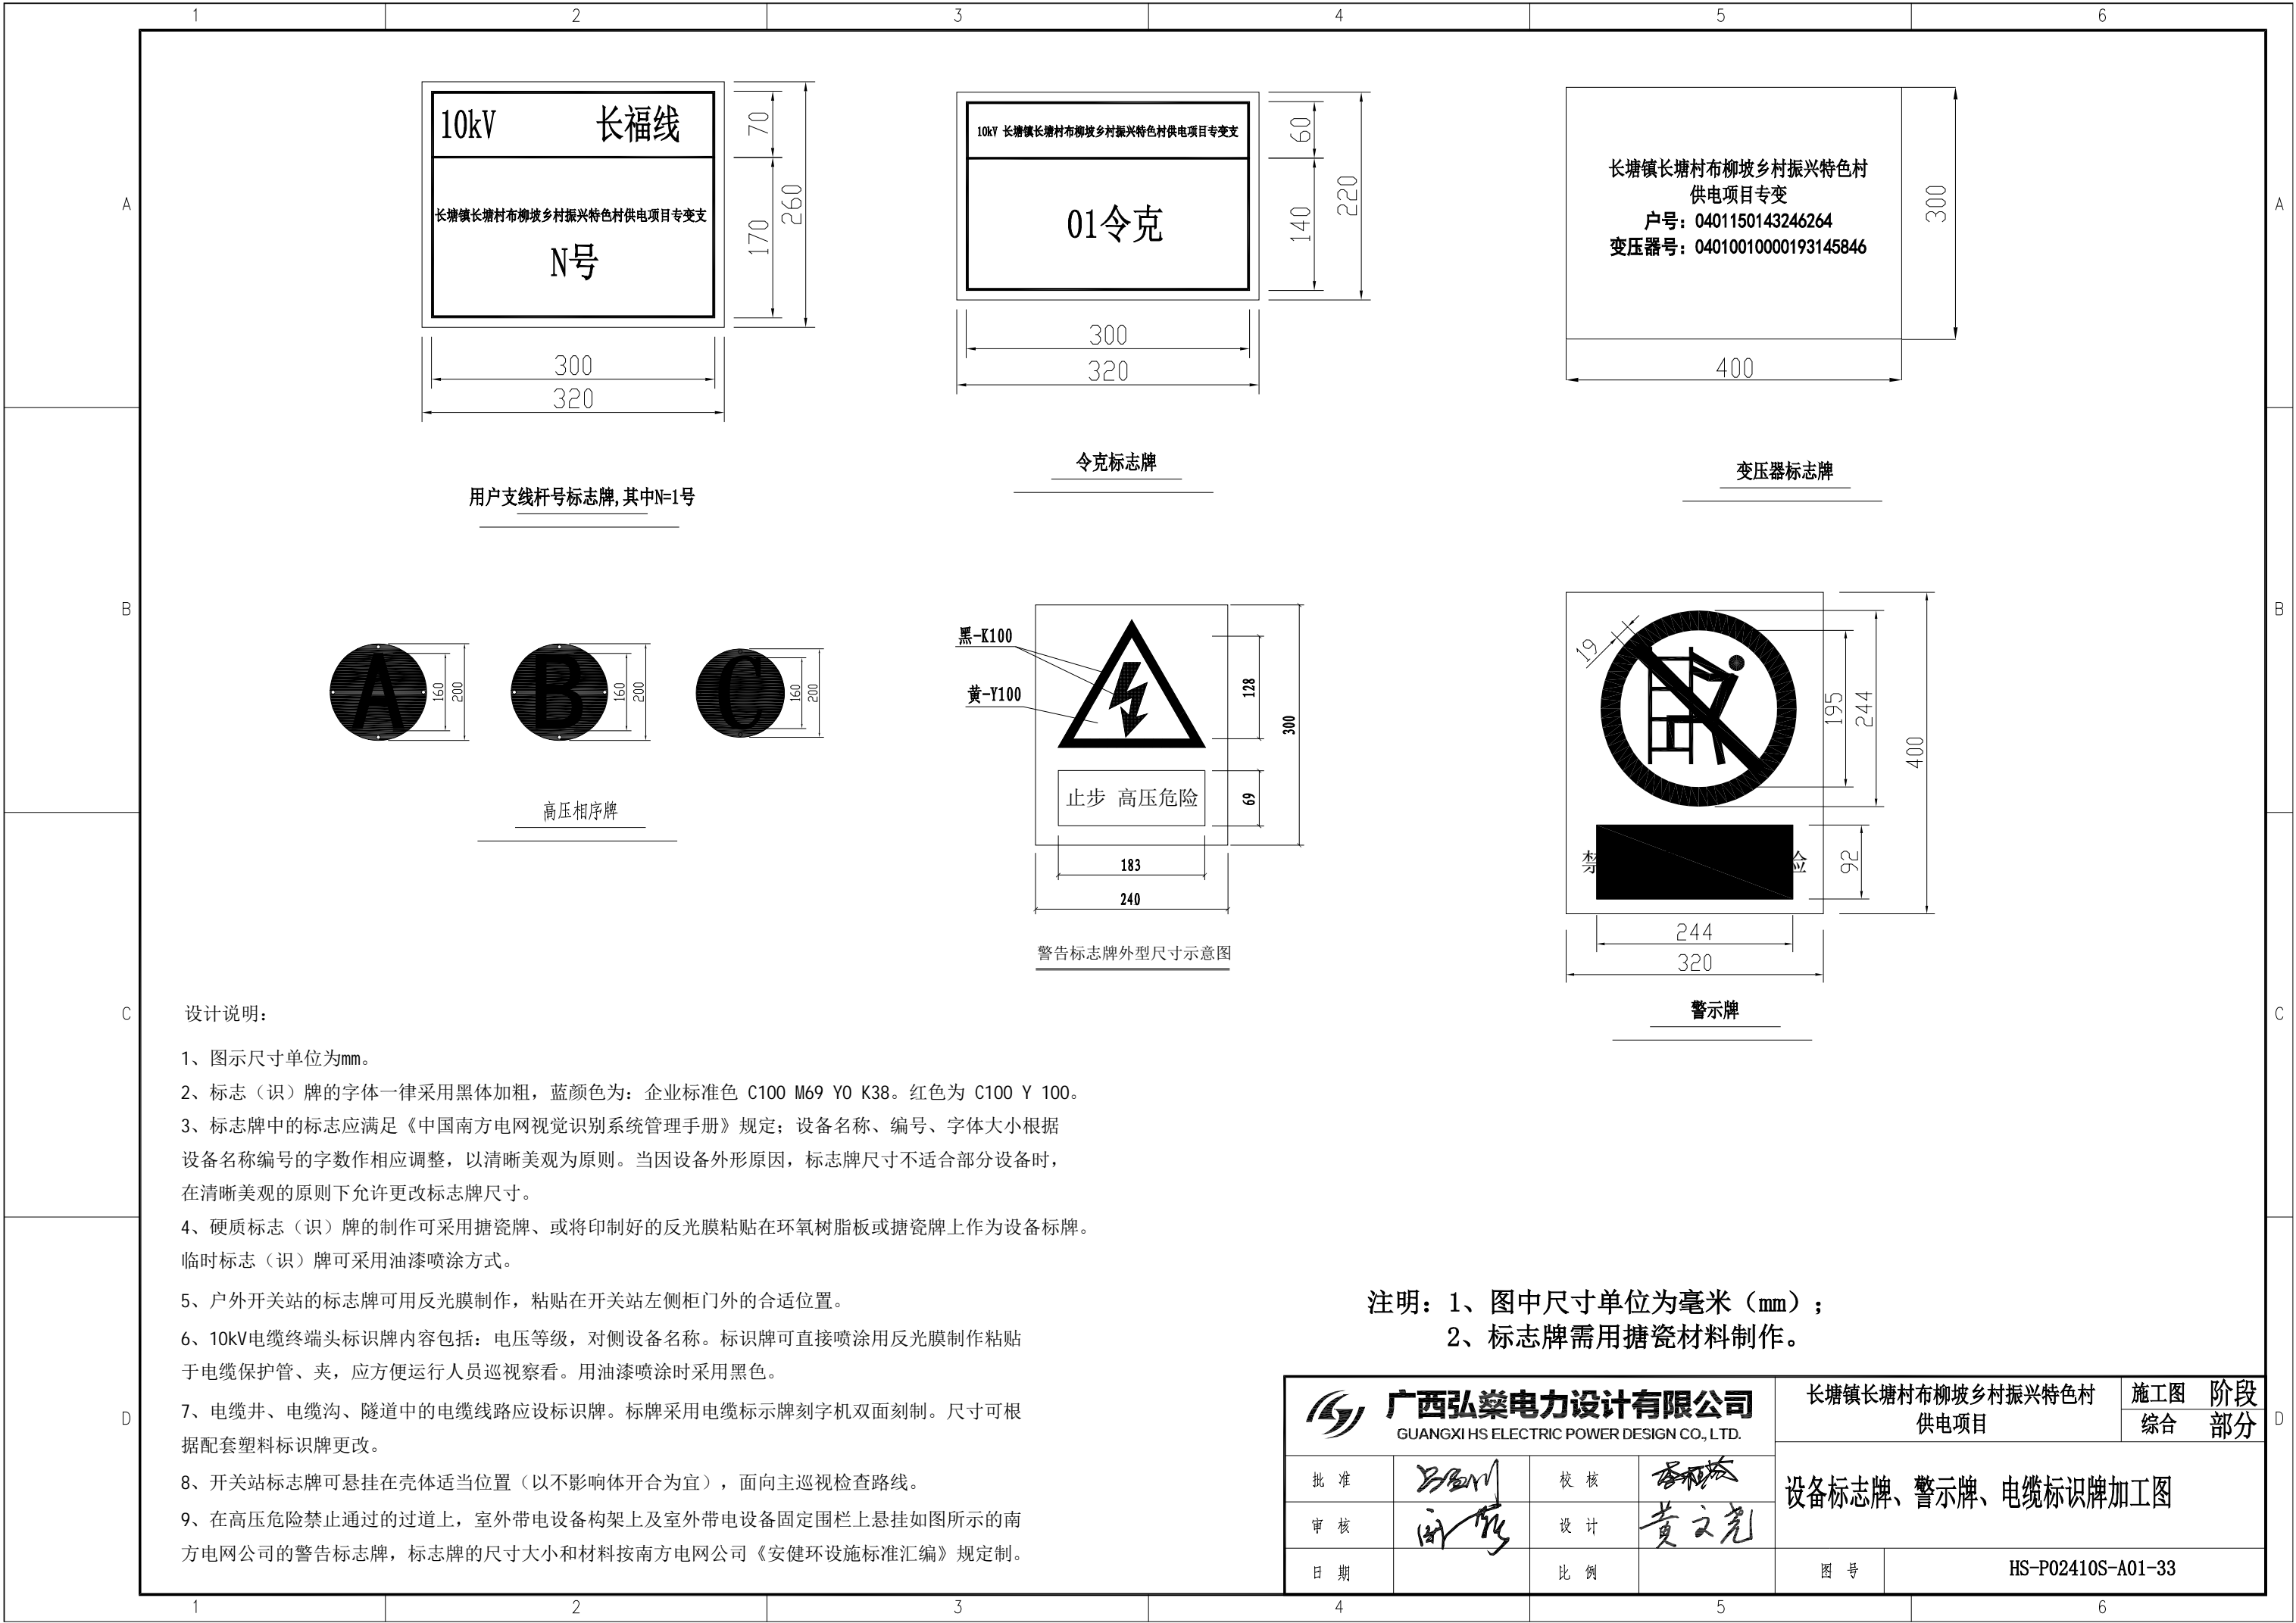 1 2 3 4 5 6
A A
10kV 长福线
长塘镇长塘村布柳坡乡村振兴特色村供电项目专变支
N号
70
170
260
300
320
用户支线杆号标志牌,其中N=1号
10kV 长塘镇长塘村布柳坡乡村振兴特色村供电项目专变支
01令克
60
140
220
300
320
令克标志牌
长塘镇长塘村布柳坡乡村振兴特色村
供电项目专变
户号：0401150143246264
变压器号：04010010000193145846
300
400
变压器标志牌
B B
A 160 200
B 160 200
C 160 200
高压相序牌
黑-K100
黄-Y100
止步 高压危险
128
300
69
183
240
警告标志牌外型尺寸示意图
19
195
244
400
禁
险
92
244
320
警示牌
C C
设计说明：
1、图示尺寸单位为mm。
2、标志（识）牌的字体一律采用黑体加粗，蓝颜色为：企业标准色 C100 M69 Y0 K38。红色为 C100 Y 100。
3、标志牌中的标志应满足《中国南方电网视觉识别系统管理手册》规定；设备名称、编号、字体大小根据
设备名称编号的字数作相应调整，以清晰美观为原则。当因设备外形原因，标志牌尺寸不适合部分设备时，
在清晰美观的原则下允许更改标志牌尺寸。
4、硬质标志（识）牌的制作可采用搪瓷牌、或将印制好的反光膜粘贴在环氧树脂板或搪瓷牌上作为设备标牌。
临时标志（识）牌可采用油漆喷涂方式。
5、户外开关站的标志牌可用反光膜制作，粘贴在开关站左侧柜门外的合适位置。
6、10kV电缆终端头标识牌内容包括：电压等级，对侧设备名称。标识牌可直接喷涂用反光膜制作粘贴
于电缆保护管、夹，应方便运行人员巡视察看。用油漆喷涂时采用黑色。
7、电缆井、电缆沟、隧道中的电缆线路应设标识牌。标牌采用电缆标示牌刻字机双面刻制。尺寸可根
据配套塑料标识牌更改。
8、开关站标志牌可悬挂在壳体适当位置（以不影响体开合为宜），面向主巡视检查路线。
9、在高压危险禁止通过的过道上，室外带电设备构架上及室外带电设备固定围栏上悬挂如图所示的南
方电网公司的警告标志牌，标志牌的尺寸大小和材料按南方电网公司《安健环设施标准汇编》规定制。
注明：1、图中尺寸单位为毫米（mm）；
2、标志牌需用搪瓷材料制作。
D D
广西弘燊电力设计有限公司
GUANGXI HS ELECTRIC POWER DESIGN CO., LTD.
长塘镇长塘村布柳坡乡村振兴特色村
供电项目
施工图 阶段
综合 部分
批 准
校 核
审 核
设 计 黄文尧
日 期
比 例
设备标志牌、警示牌、电缆标识牌加工图
图 号 HS-P02410S-A01-33
1 2 3 4 5 6